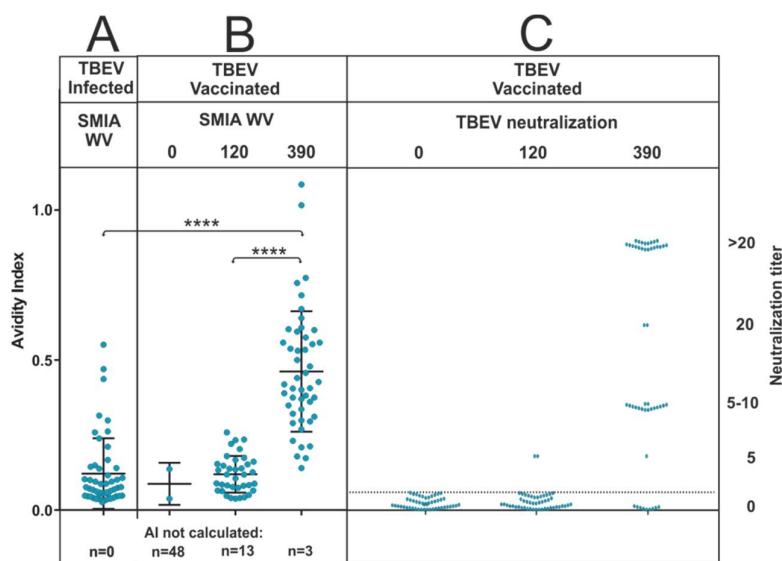 A B C
TBEV Infected TBEV Vaccinated TBEV Vaccinated
SMIA WV SMIA WV TBEV neutralization
0 120 390 0 120 390
1.0
****
****
>20
Avidity Index
Neutralization titer
20
0.5
5-10
5
0.0 0
AI not calculated:
n=0 n=48 n=13 n=3